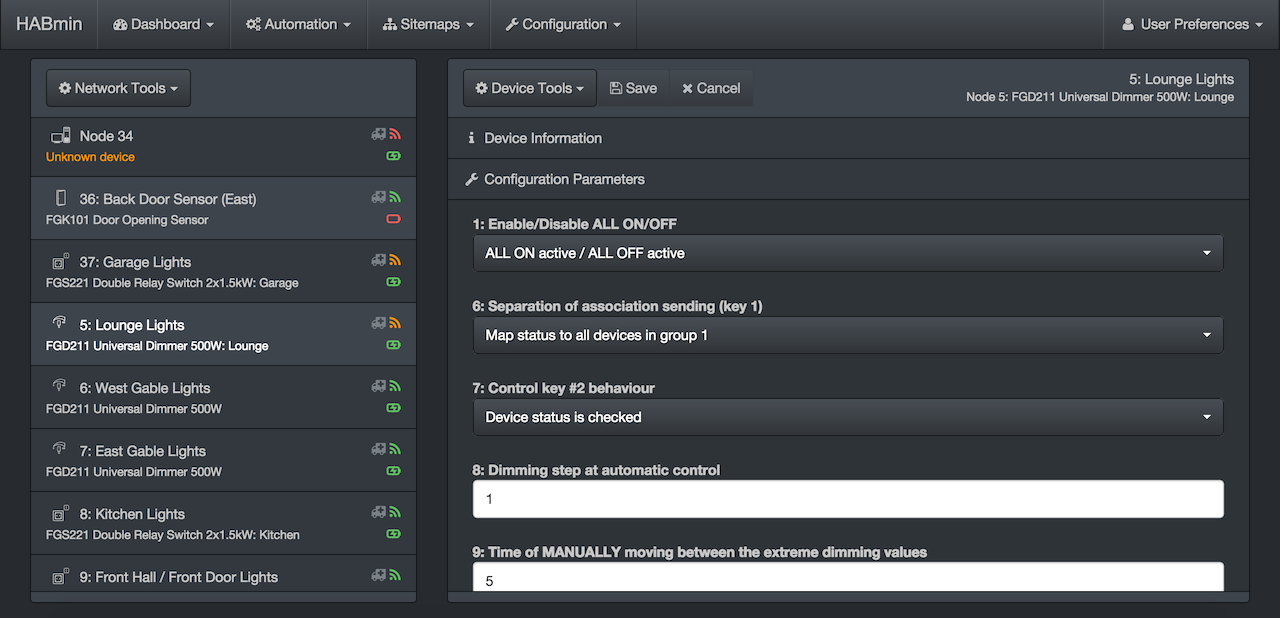 HABmin Dashboard Automation Sitemaps Configuration User Preferences
Network Tools
Node 34
Unknown device
36: Back Door Sensor (East)
FGK101 Door Opening Sensor
37: Garage Lights
FGS221 Double Relay Switch 2x1.5kW: Garage
5: Lounge Lights
FGD211 Universal Dimmer 500W: Lounge
6: West Gable Lights
FGD211 Universal Dimmer 500W
7: East Gable Lights
FGD211 Universal Dimmer 500W
8: Kitchen Lights
FGS221 Double Relay Switch 2x1.5kW: Kitchen
9: Front Hall / Front Door Lights
Device Tools Save Cancel
5: Lounge Lights
Node 5: FGD211 Universal Dimmer 500W: Lounge
Device Information
Configuration Parameters
1: Enable/Disable ALL ON/OFF
ALL ON active / ALL OFF active
6: Separation of association sending (key 1)
Map status to all devices in group 1
7: Control key #2 behaviour
Device status is checked
8: Dimming step at automatic control
1
9: Time of MANUALLY moving between the extreme dimming values
5